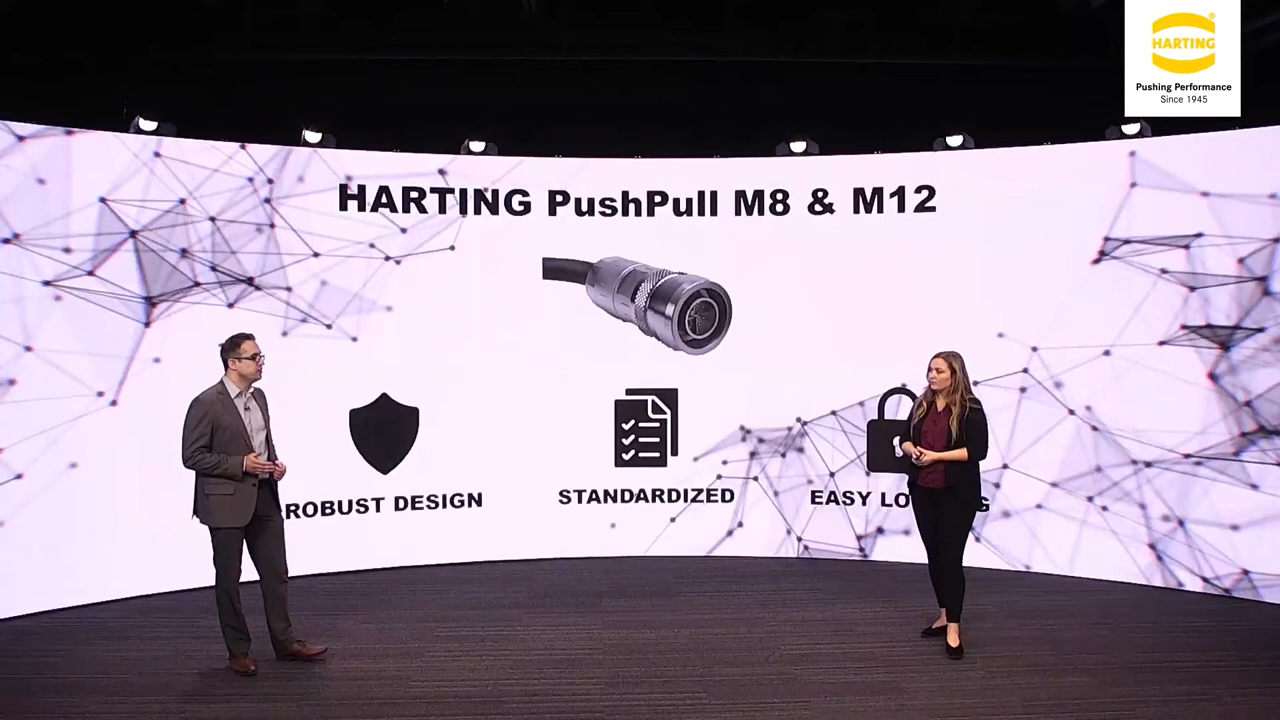 HARTING
Pushing Performance
Since 1945
HARTING PushPull M8 & M12
ROBUST DESIGN
STANDARDIZED
EASY